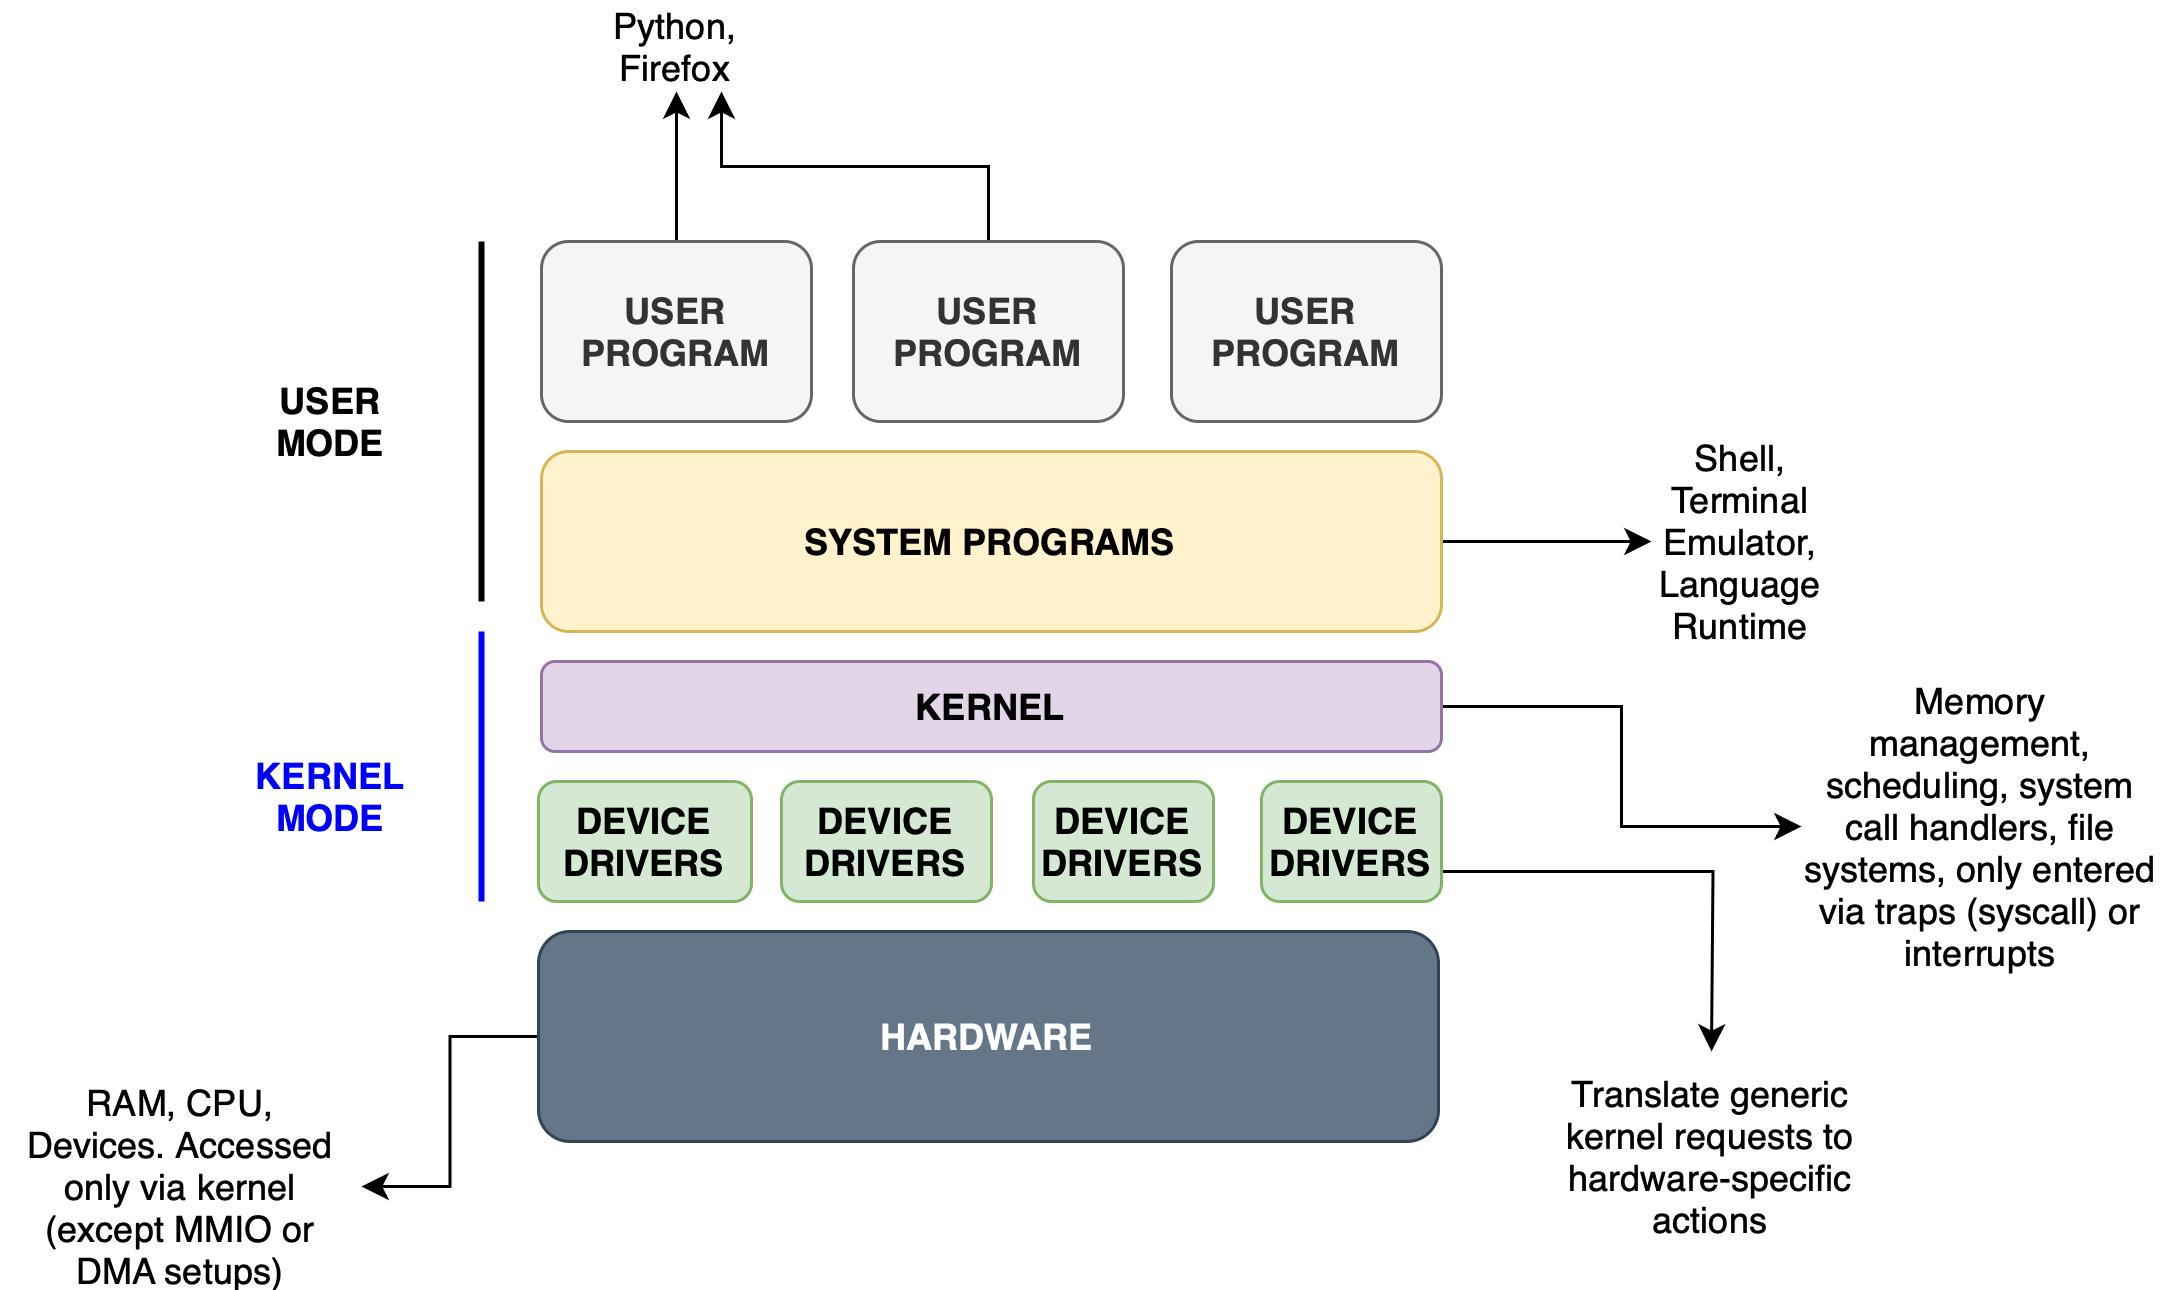 Python,
Firefox
USER
PROGRAM
USER
PROGRAM
USER
PROGRAM
USER
MODE
SYSTEM PROGRAMS
Shell,
Terminal
Emulator,
Language
Runtime
KERNEL
MODE
KERNEL
Memory
management,
scheduling, system
call handlers, file
systems, only entered
via traps (syscall) or
interrupts
DEVICE
DRIVERS
DEVICE
DRIVERS
DEVICE
DRIVERS
DEVICE
DRIVERS
HARDWARE
RAM, CPU,
Devices. Accessed
only via kernel
(except MMIO or
DMA setups)
Translate generic
kernel requests to
hardware-specific
actions